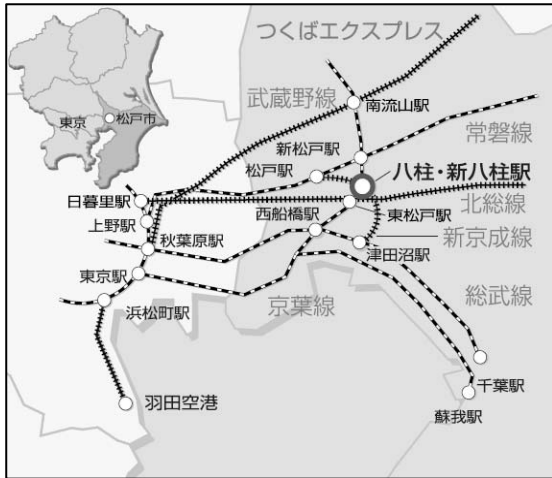 つくばエクスプレス
武蔵野線
南流山駅
東京
松戸市
新松戸駅
常磐線
松戸駅
八柱・新八柱駅
日暮里駅
西船橋駅
東松戸駅
北総線
上野駅
秋葉原駅
新京成線
津田沼駅
東京駅
京葉線
総武線
浜松町駅
千葉駅
羽田空港
蘇我駅